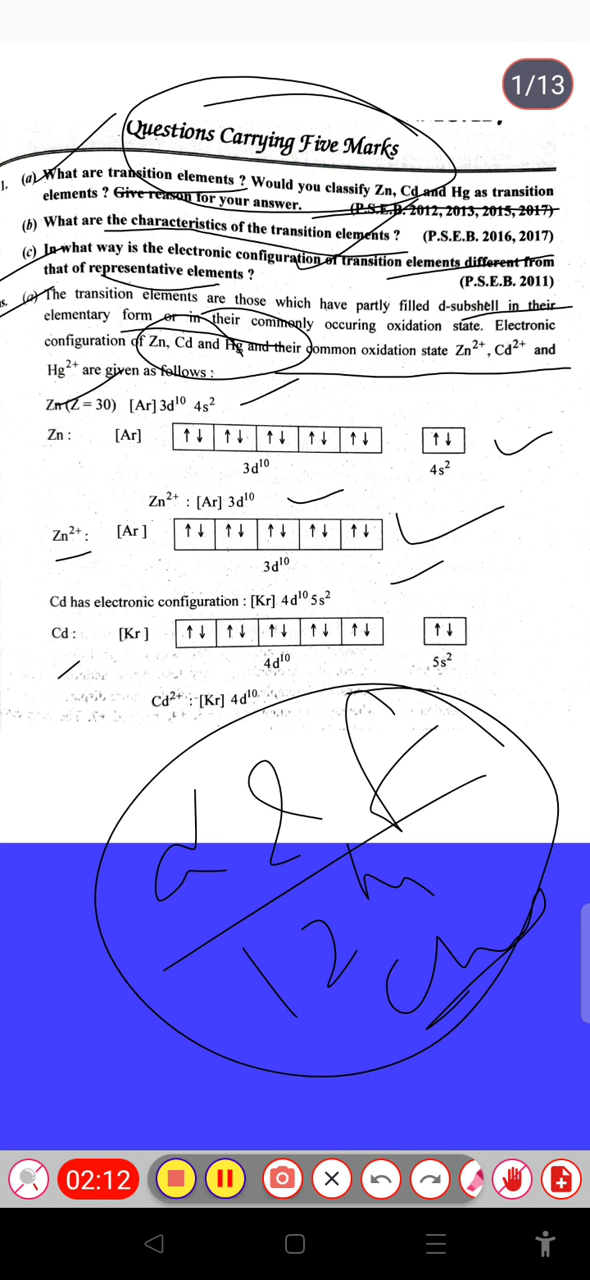 1/13
Questions Carrying Five Marks
1. (a) What are transition elements ? Would you classify Zn, Cd and Hg as transition
elements ? Give reason for your answer. (P.S.E.B. 2012, 2013, 2015, 2017)
(b) What are the characteristics of the transition elements ? (P.S.E.B. 2016, 2017)
(c) In what way is the electronic configuration of transition elements different from
that of representative elements ? (P.S.E.B. 2011)
s. (a) The transition elements are those which have partly filled d-subshell in their
elementary form or in their commonly occuring oxidation state. Electronic
configuration of Zn, Cd and Hg and their common oxidation state Zn²⁺, Cd²⁺ and
Hg²⁺ are given as follows :
Zn (Z = 30) [Ar] 3d¹⁰ 4s²
Zn : [Ar] ↑↓ ↑↓ ↑↓ ↑↓ ↑↓ ↑↓
3d¹⁰ 4s²
Zn²⁺ : [Ar] 3d¹⁰
Zn²⁺ : [Ar] ↑↓ ↑↓ ↑↓ ↑↓ ↑↓
3d¹⁰
Cd has electronic configuration : [Kr] 4d¹⁰ 5s²
Cd : [Kr] ↑↓ ↑↓ ↑↓ ↑↓ ↑↓ ↑↓
4d¹⁰ 5s²
Cd²⁺ : [Kr] 4d¹⁰
d & f
12
02:12